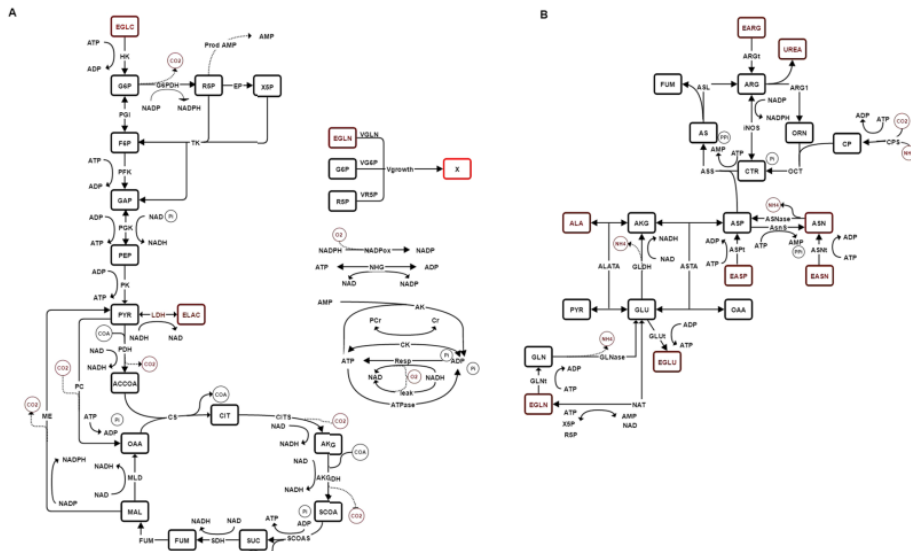 A
EGLC
ATP
ADP
HK
CO2
Prod AMP
AMP
G6P
G6PDH
R5P
EP
X5P
NADP
NADPH
PGI
F6P
TK
PFK
ATP
ADP
GAP
ADP
ATP
PGK
NAD
Pi
NADH
PEP
ADP
ATP
PK
PYR
LDH
ELAC
COA
NADH
NAD
PDH
NAD
NADH
CO2
CO2
PC
ACCOA
CO2
ME
COA
CS
CIT
CITS
CO2
ATP
ADP
Pi
OAA
NAD
NADH
AKG
COA
NADPH
NADH
MLD
NAD
NADP
NAD
NADH
AKGDH
CO2
MAL
SCOA
Pi
ATP
ADP
NADH
NAD
FUM
FUM
SDH
SUC
SCOAS
EGLN
VGLN
G6P
VG6P
Vgrowth
X
R5P
VR5P
O2
NADPH
NADPox
NADP
ATP
NHG
ADP
NAD
NADP
AMP
AK
PCr
Cr
CK
Pi
ATP
Resp
ADP
Pi
NAD
O2
NADH
leak
ATPase
B
EARG
UREA
ARGt
FUM
ASL
ARG
ARG1
NADP
NADPH
AS
PPi
AMP
ATP
iNOS
ORN
ADP
ATP
CO2
CP
CPS
NH
Pi
ASS
CTR
OCT
NH4
ALA
AKG
ASP
ASNase
AsnS
ASN
NH4
NADH
NAD
GLDH
ADP
ATP
ASPt
ATP
AMP
PPi
ASNt
ADP
ATP
ALATA
ASTA
EASP
EASN
PYR
GLU
OAA
GLUt
ADP
ATP
NH4
GLN
GLNase
EGLU
GLNt
ADP
ATP
EGLN
NAT
ATP
X5P
R5P
AMP
NAD